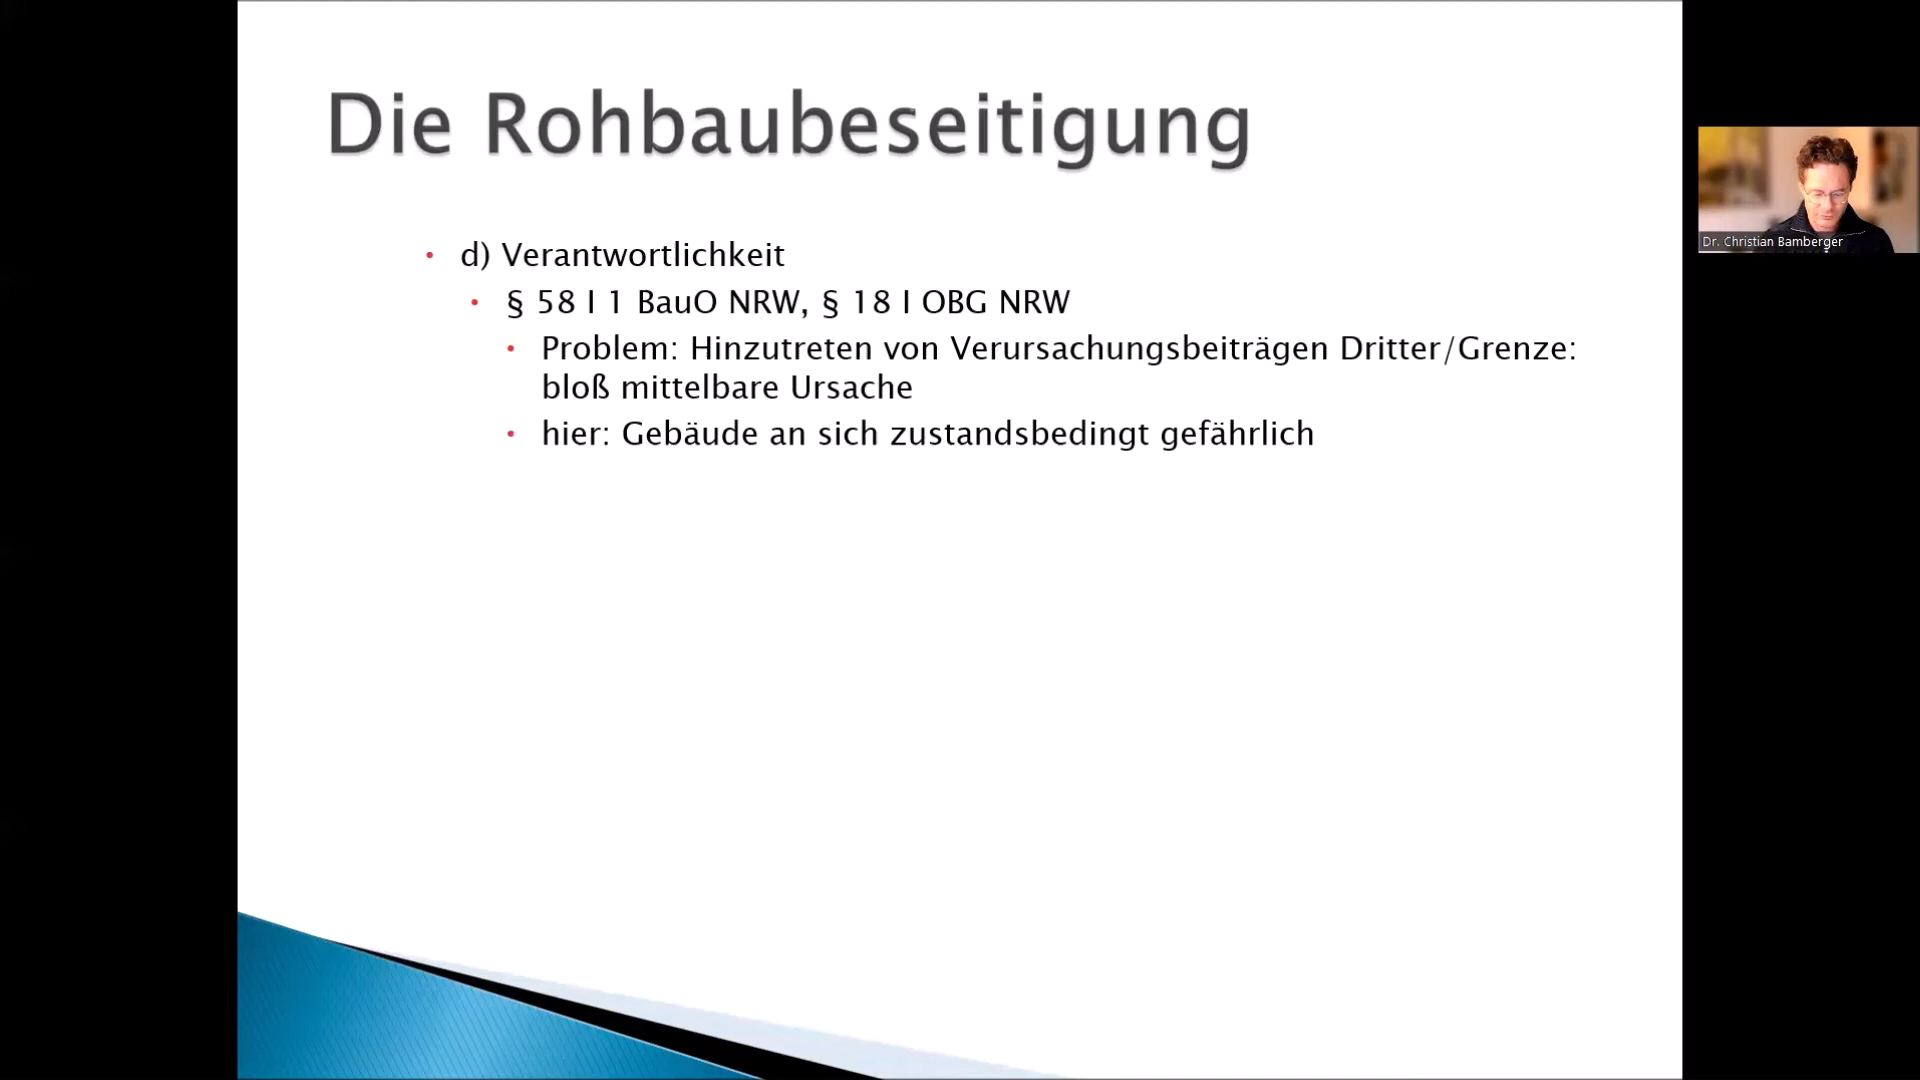 Die Rohbaubeseitigung
• d) Verantwortlichkeit
• § 58 I 1 BauO NRW, § 18 I OBG NRW
• Problem: Hinzutreten von Verursachungsbeiträgen Dritter/Grenze:
bloß mittelbare Ursache
• hier: Gebäude an sich zustandsbedingt gefährlich
Dr. Christian Bamberger